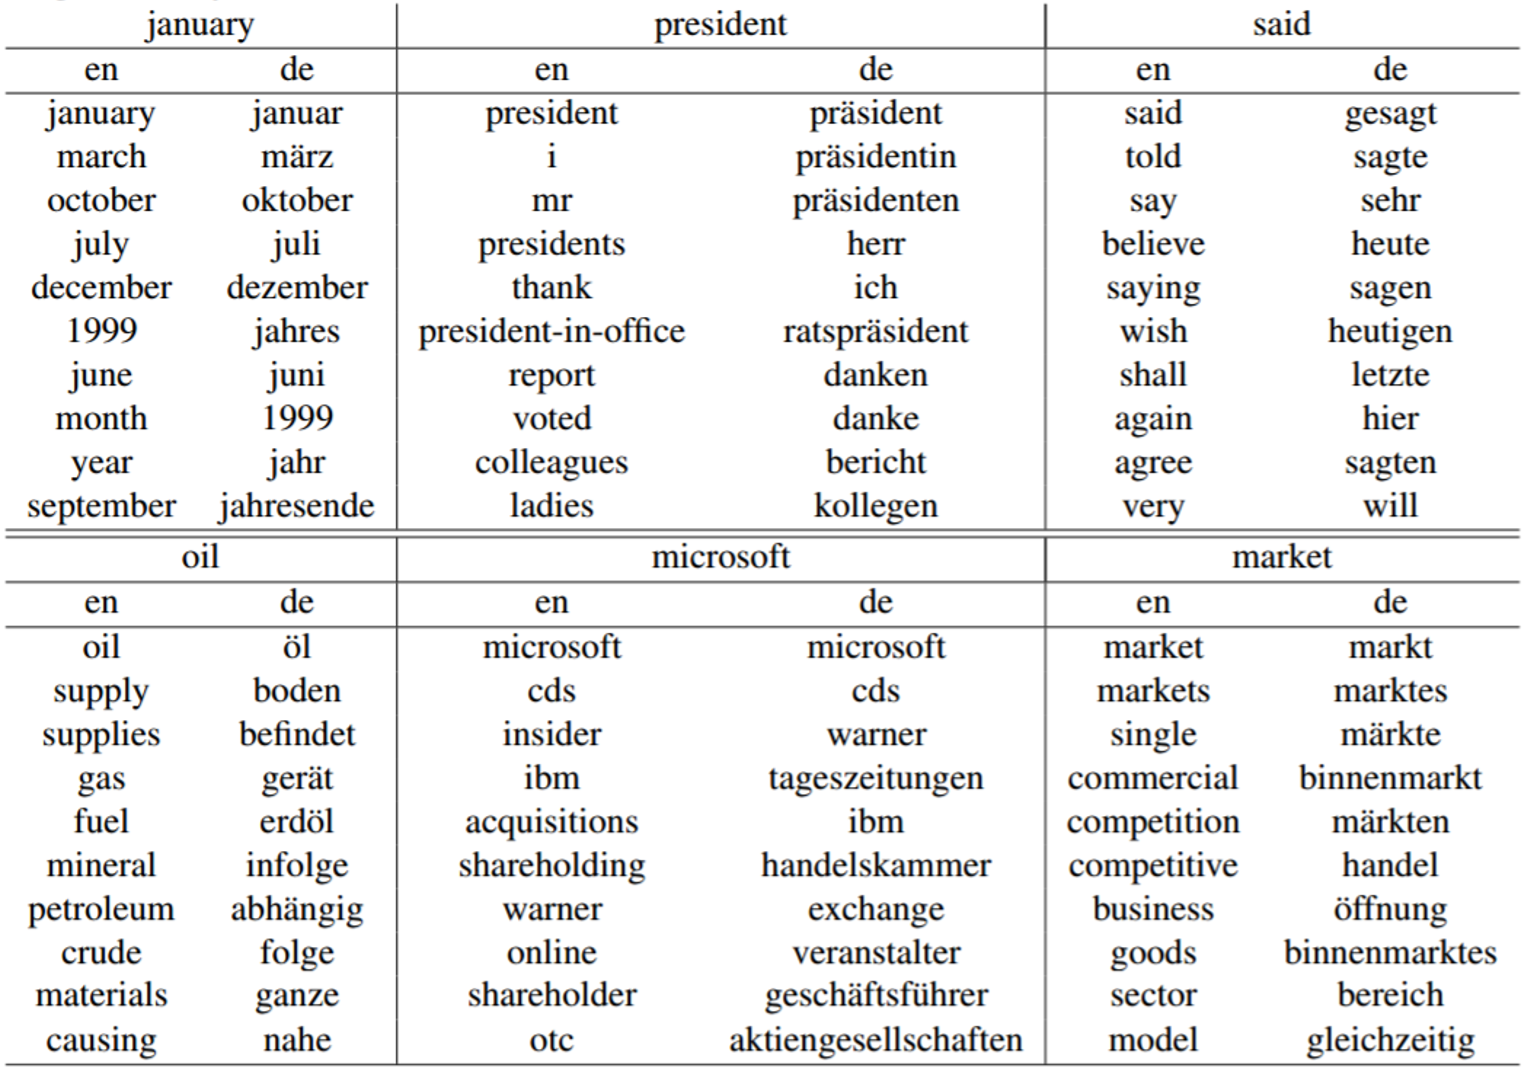 january president said
en de en de en de
january januar president präsident said gesagt
march märz i präsidentin told sagte
october oktober mr präsidenten say sehr
july juli presidents herr believe heute
december dezember thank ich saying sagen
1999 jahres president-in-office ratspräsident wish heutigen
june juni report danken shall letzte
month 1999 voted danke again hier
year jahr colleagues bericht agree sagten
september jahresende ladies kollegen very will
oil microsoft market
en de en de en de
oil öl microsoft microsoft market markt
supply boden cds cds markets marktes
supplies befindet insider warner single märkte
gas gerät ibm tageszeitungen commercial binnenmarkt
fuel erdöl acquisitions ibm competition märkten
mineral infolge shareholding handelskammer competitive handel
petroleum abhängig warner exchange business öffnung
crude folge online veranstalter goods binnenmarktes
materials ganze shareholder geschäftsführer sector bereich
causing nahe otc aktiengesellschaften model gleichzeitig